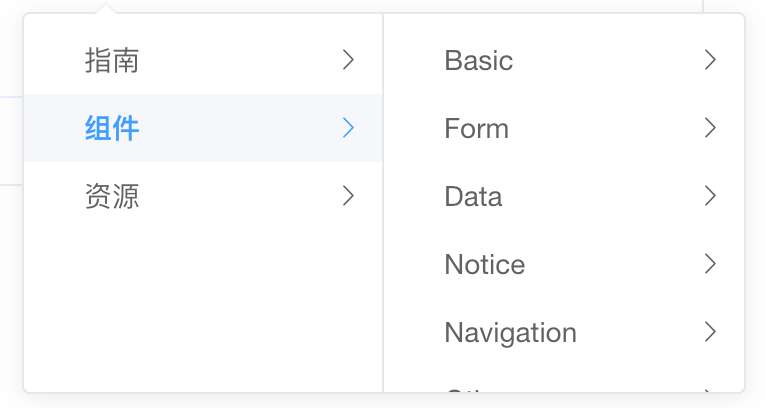 指南
组件
资源
Basic
Form
Data
Notice
Navigation